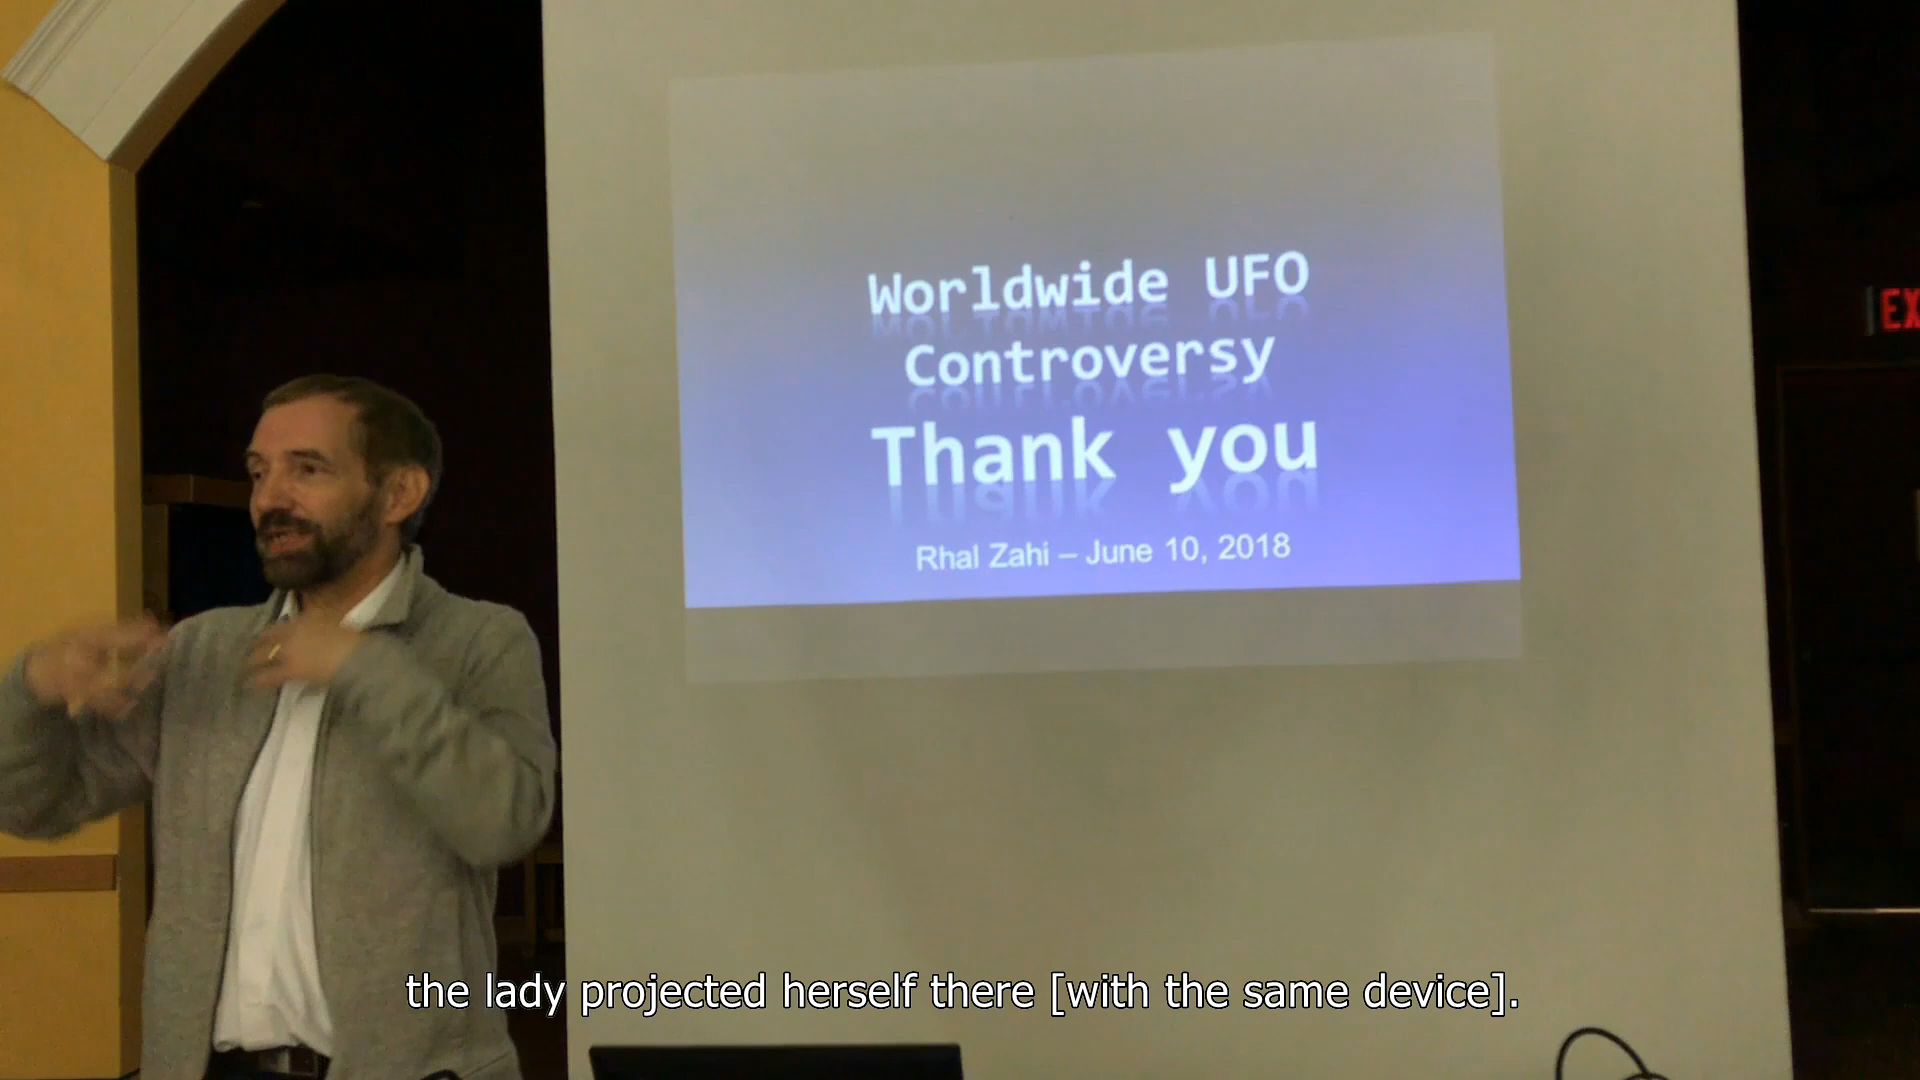 Worldwide UFO
Controversy
Thank you
Rhal Zahi – June 10, 2018
EX
the lady projected herself there [with the same device].